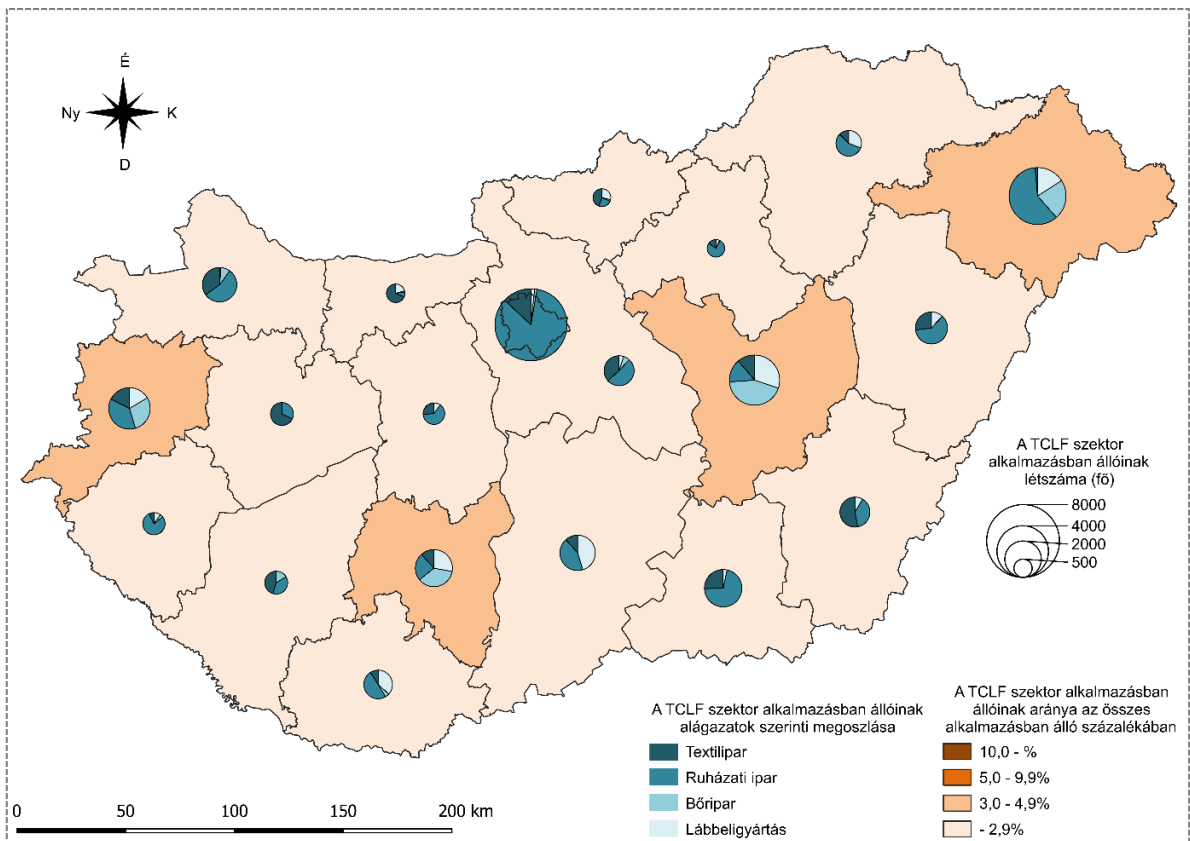 É
Ny
K
D
A TCLF szektor
alkalmazásban állóinak
létszáma (fő)
8000
4000
2000
500
A TCLF szektor alkalmazásban állóinak
alágazatok szerinti megoszlása
Textilipar
Ruházati ipar
Bőripar
Lábbeligyártás
A TCLF szektor alkalmazásban
állóinak aránya az összes
alkalmazásban álló százalékában
10,0 - %
5,0 - 9,9%
3,0 - 4,9%
- 2,9%
0
50
100
150
200 km